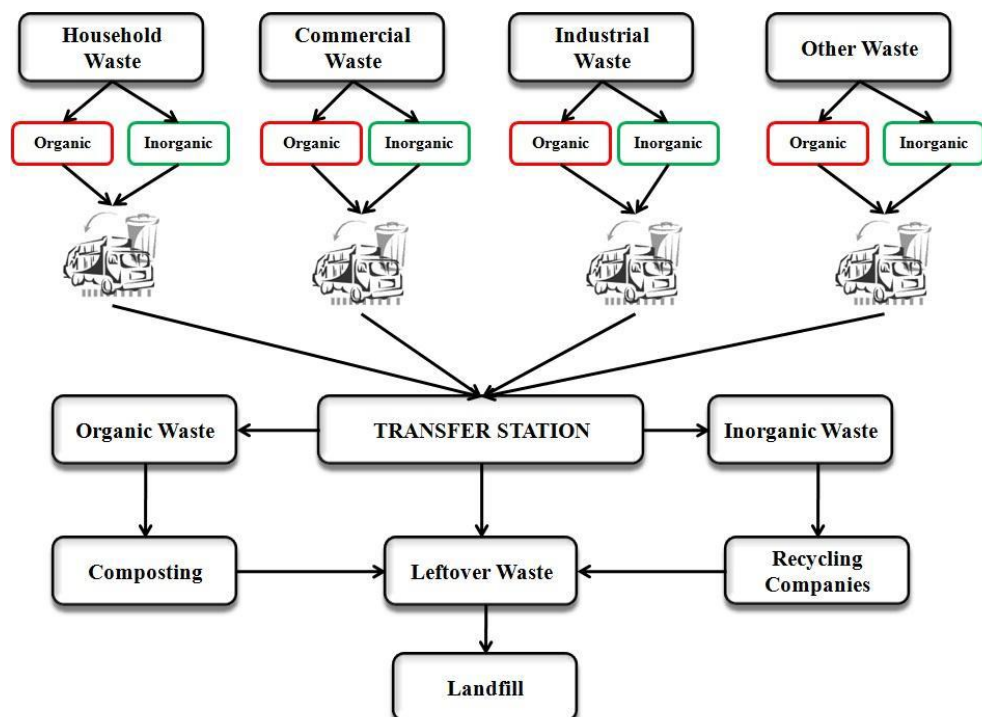 Household
Waste
Commercial
Waste
Industrial
Waste
Other Waste
Organic
Inorganic
Organic
Inorganic
Organic
Inorganic
Organic
Inorganic
Organic Waste
TRANSFER STATION
Inorganic Waste
Composting
Leftover Waste
Recycling
Companies
Landfill